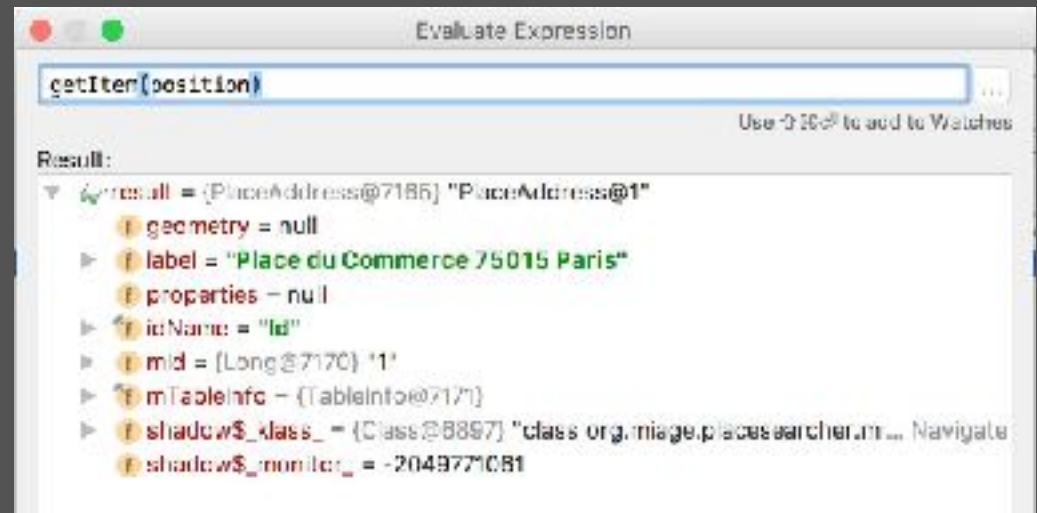 Evaluate Expression
getItem(position)
...
Use ⇧⌘⏎ to add to Watches
Result:
result = {PlaceAddress@7185} "PlaceAddress@1"
geometry = null
label = "Place du Commerce 75015 Paris"
properties = null
idName = "Id"
mId = {Long@7170} "1"
mTableInfo = {TableInfo@7171}
shadow$_klass_ = {Class@6897} "class org.miage.placesearcher.m... Navigate
shadow$_monitor_ = -2049771081